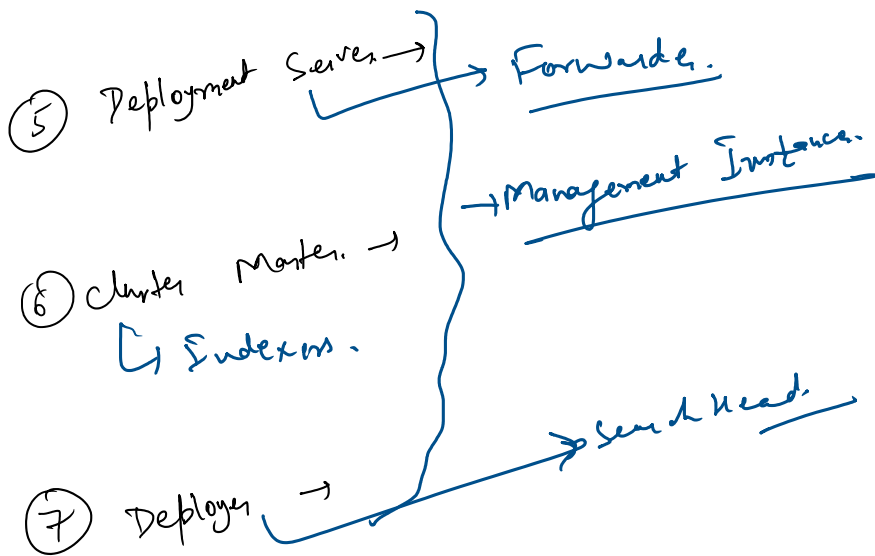 5 Deployment Server →
→ Forwarder.
→ Management Instance.
6 Cluster Master. →
↳ Indexers.
7 Deployer →
→ Search Head.